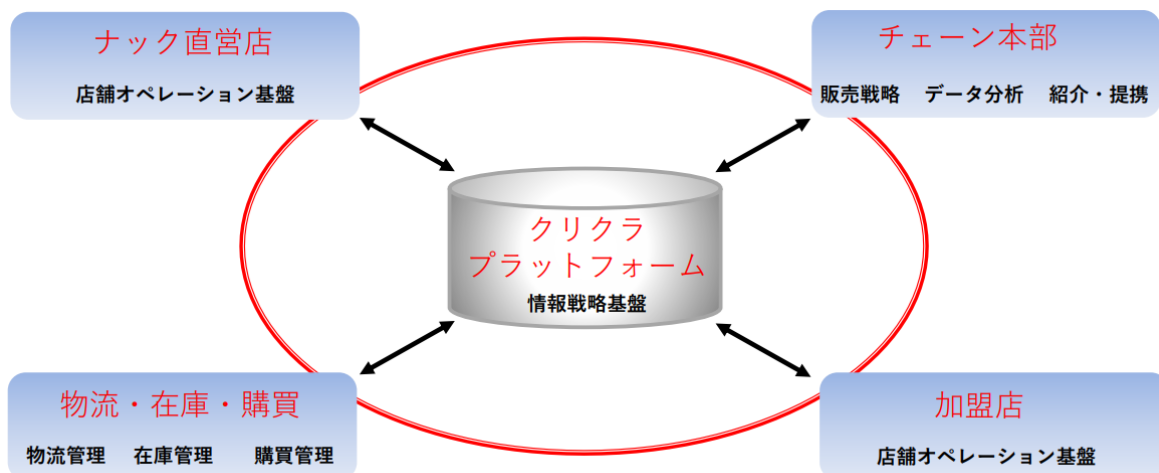 ナック直営店
店舗オペレーション基盤
チェーン本部
販売戦略 データ分析 紹介・提携
クリクラ
プラットフォーム
情報戦略基盤
物流・在庫・購買
物流管理 在庫管理 購買管理
加盟店
店舗オペレーション基盤